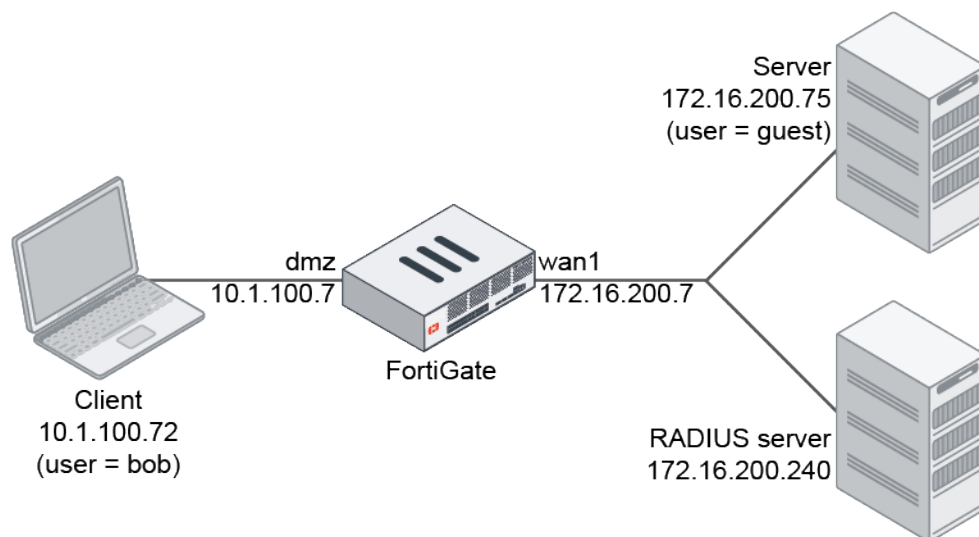 Server
172.16.200.75
(user = guest)
dmz
10.1.100.7
wan1
172.16.200.7
FortiGate
Client
10.1.100.72
(user = bob)
RADIUS server
172.16.200.240